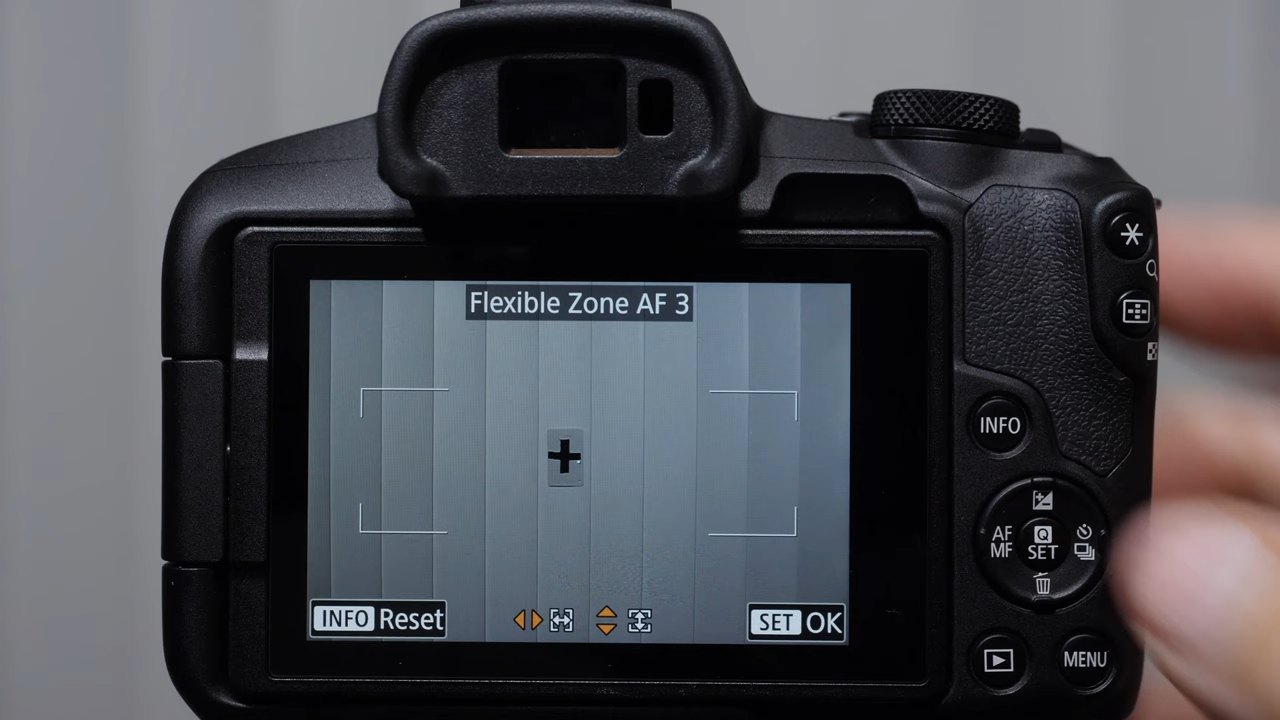 Flexible Zone AF 3
INFO Reset
SET OK
INFO
AF
MF
Q
SET
MENU